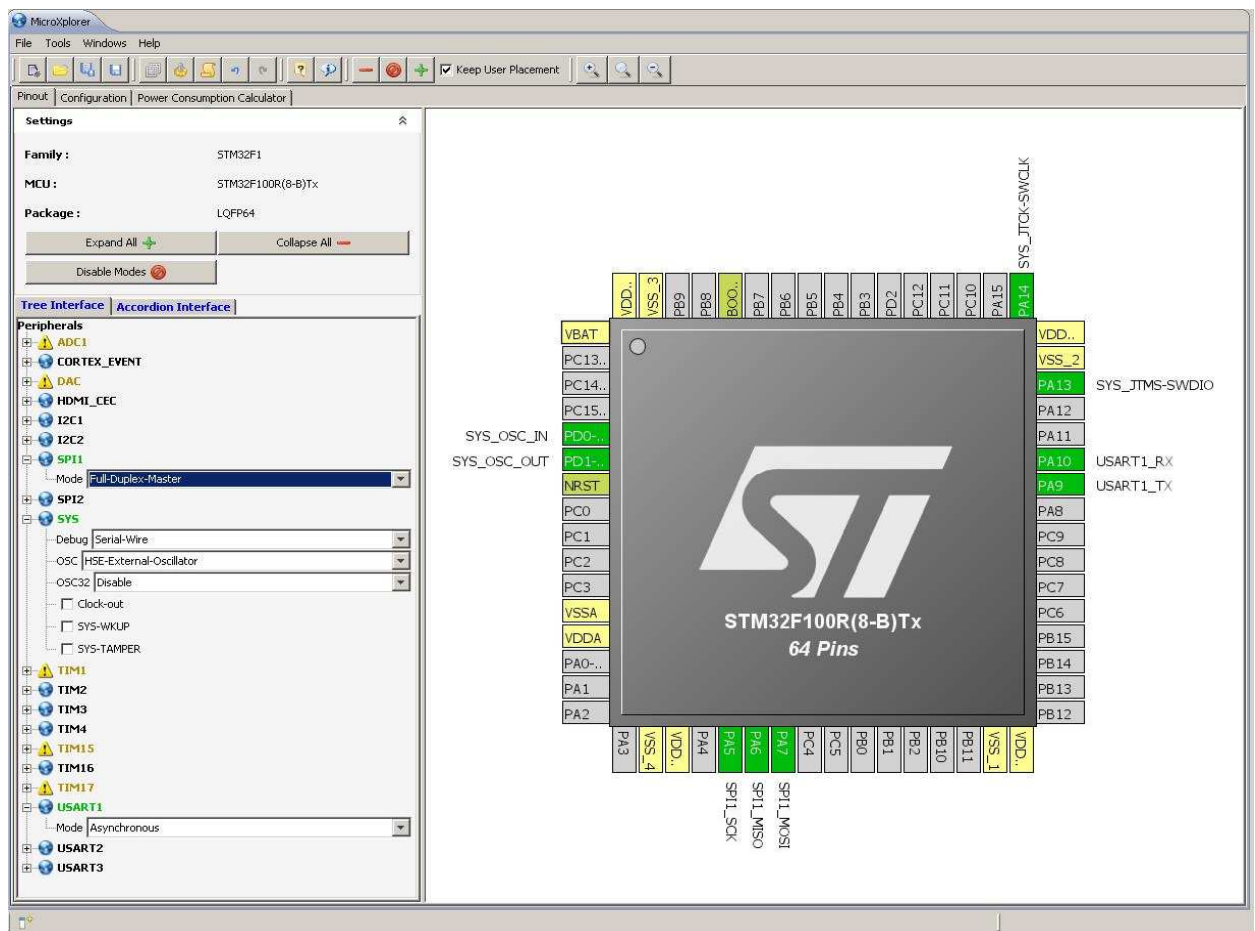 MicroXplorer
File Tools Windows Help
Keep User Placement
Pinout Configuration Power Consumption Calculator
Settings
Family : STM32F1
MCU : STM32F100R(8-B)Tx
Package : LQFP64
Expand All Collapse All
Disable Modes
Tree Interface Accordion Interface
Peripherals
ADC1
CORTEX_EVENT
DAC
HDMI_CEC
I2C1
I2C2
SPI1
Mode Full-Duplex-Master
SPI2
SYS
Debug Serial-Wire
OSC HSE-External-Oscillator
OSC32 Disable
Clock-out
SYS-WKUP
SYS-TAMPER
TIM1
TIM2
TIM3
TIM4
TIM15
TIM16
TIM17
USART1
Mode Asynchronous
USART2
USART3
SYS_JTCK-SWCLK
VDD.. VSS_3 PB9 PB8 BOO.. PB7 PB6 PB5 PB4 PB3 PD2 PC12 PC11 PC10 PA15 PA14
VBAT
PC13..
PC14..
PC15..
SYS_OSC_IN PD0-..
SYS_OSC_OUT PD1-..
NRST
PC0
PC1
PC2
PC3
VSSA
VDDA
PA0-..
PA1
PA2
ST
STM32F100R(8-B)Tx
64 Pins
VDD..
VSS_2
PA13 SYS_JTMS-SWDIO
PA12
PA11
PA10 USART1_RX
PA9 USART1_TX
PA8
PC9
PC8
PC7
PC6
PB15
PB14
PB13
PB12
PA3 VSS_4 VDD.. PA4 PA5 PA6 PA7 PC4 PC5 PB0 PB1 PB2 PB10 PB11 VSS_1 VDD..
SPI1_SCK SPI1_MISO SPI1_MOSI